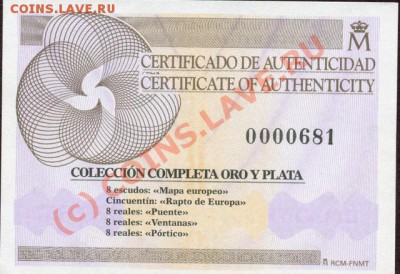 COINS.LAVE.RU
M
CERTIFICADO DE AUTENTICIDAD
CERTIFICATE OF AUTHENTICITY
0000681
(c) COINS.LAVE.RU
COLECCIÓN COMPLETA ORO Y PLATA
8 escudos: «Mapa europeo»
Cincuentín: «Rapto de Europa»
8 reales: «Puente»
8 reales: «Ventanas»
8 reales: «Pórtico»
RCM-FNMT